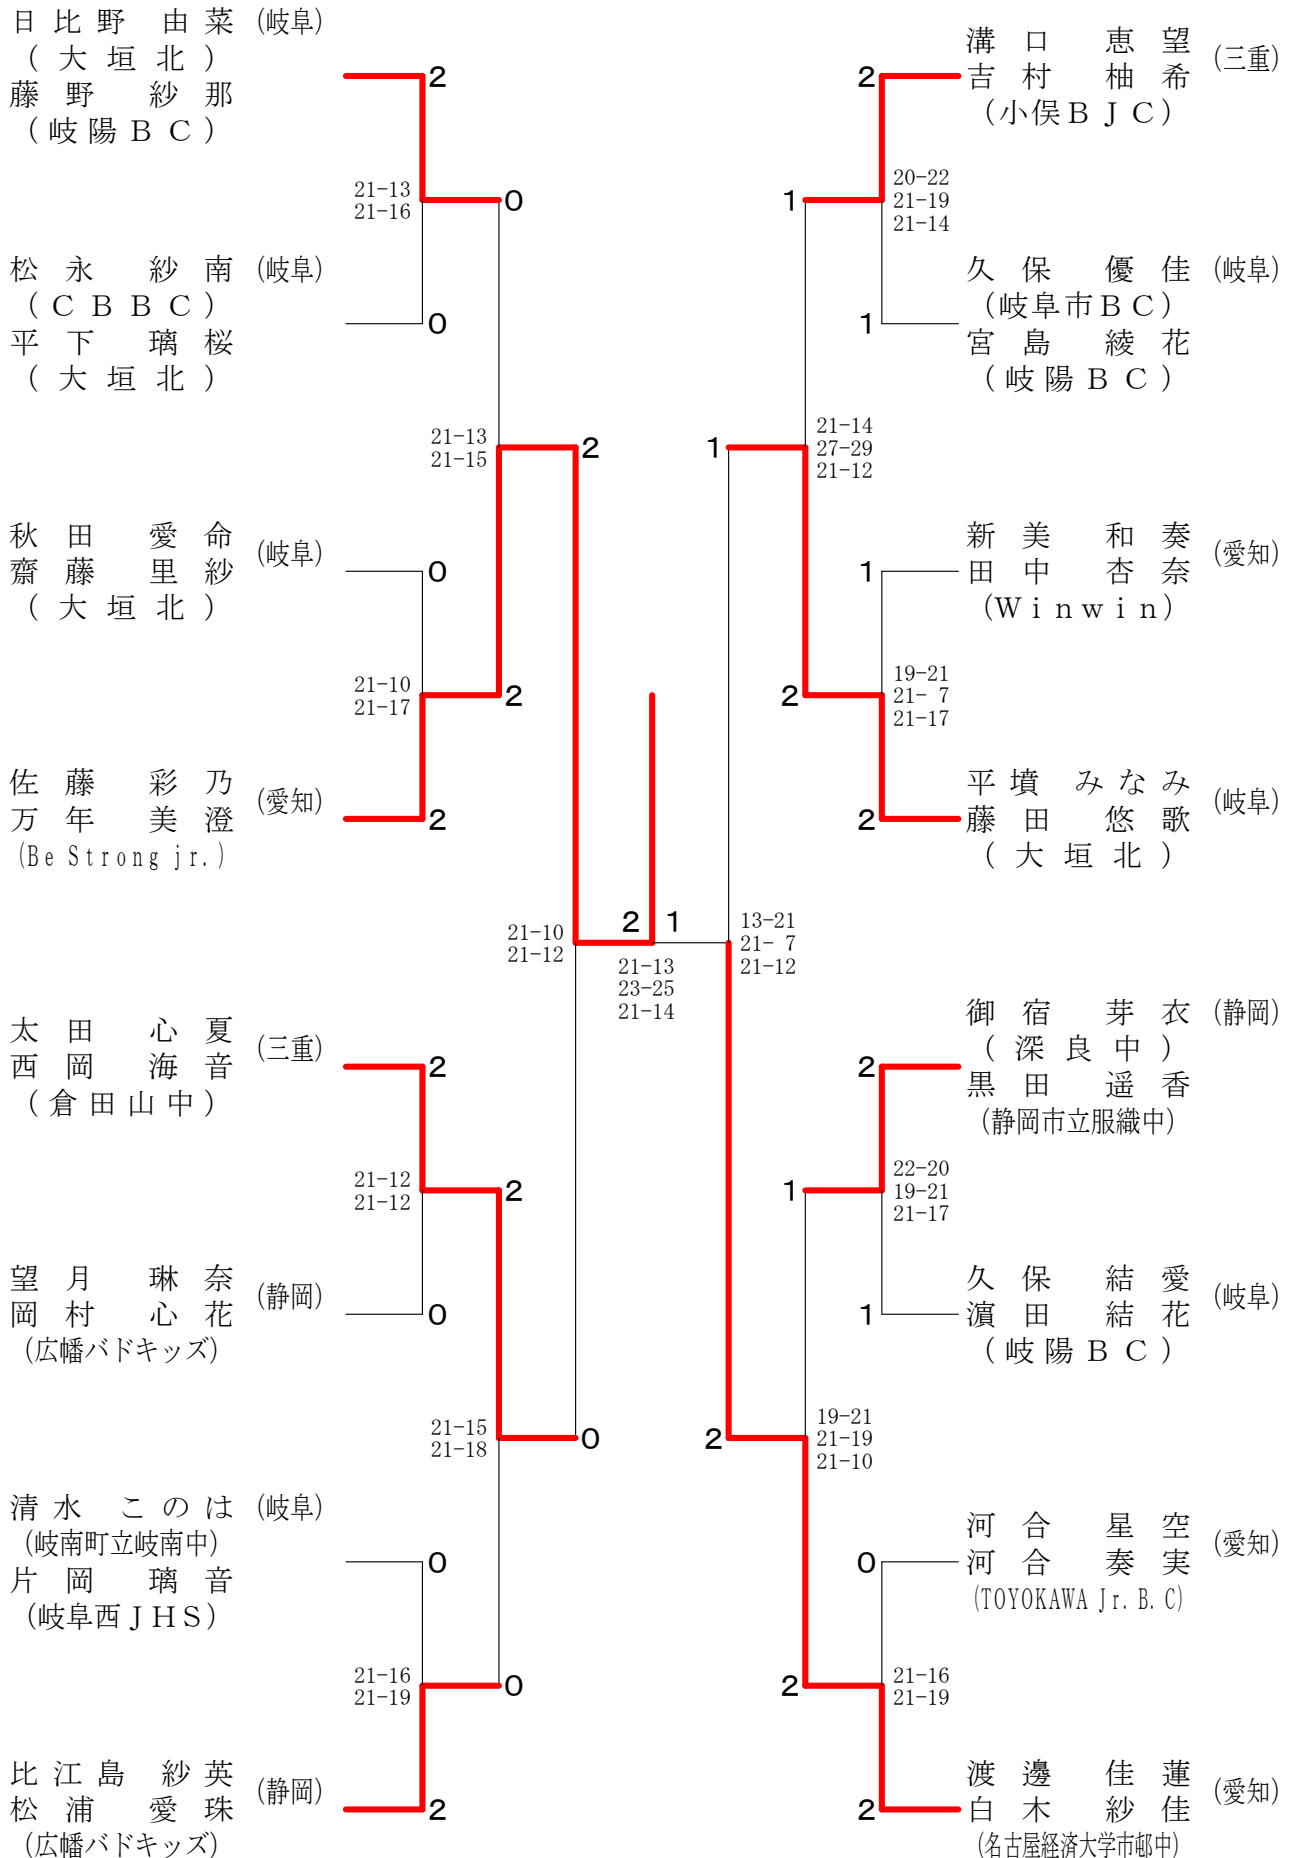 日比野 由菜 (岐阜)
(大垣北)
藤野 紗那
(岐陽ＢＣ)
2
21-13
21-16
0
松永 紗南 (岐阜)
(ＣＢＢＣ)
平下 璃桜
(大垣北)
0
21-13
21-15
2
秋田 愛命
齋藤 里紗
(大垣北)
(岐阜)
0
21-10
21-17
2
佐藤 彩乃
万年 美澄
(Be Strong jr.)
(愛知)
2
21-10
21-12
2 1
21-13
23-25
21-14
太田 心夏
西岡 海音
(倉田山中)
(三重)
2
21-12
21-12
2
望月 琳奈
岡村 心花
(広幡バドキッズ)
(静岡)
0
21-15
21-18
0
清水 このは (岐阜)
(岐南町立岐南中)
片岡 璃音
(岐阜西ＪＨＳ)
0
21-16
21-19
0
比江島 紗英
松浦 愛珠
(広幡バドキッズ)
(静岡)
2
溝口 恵望
吉村 柚希
(小俣ＢＪＣ)
(三重)
2
20-22
21-19
21-14
1
久保 優佳 (岐阜)
(岐阜市ＢＣ)
宮島 綾花
(岐陽ＢＣ)
1
21-14
27-29
21-12
1
新美 和奏
田中 杏奈
(Ｗｉｎｗｉｎ)
(愛知)
1
19-21
21- 7
21-17
2
平墳 みなみ
藤田 悠歌
(大垣北)
(岐阜)
2
13-21
21- 7
21-12
御宿 芽衣 (静岡)
(深良中)
黒田 遥香
(静岡市立服織中)
2
22-20
19-21
21-17
1
久保 結愛
濵田 結花
(岐陽ＢＣ)
(岐阜)
1
19-21
21-19
21-10
2
河合 星空
河合 奏実
(TOYOKAWA Jr.B.C)
(愛知)
0
21-16
21-19
2
渡邊 佳蓮
白木 紗佳
(名古屋経済大学市邨中)
(愛知)
2